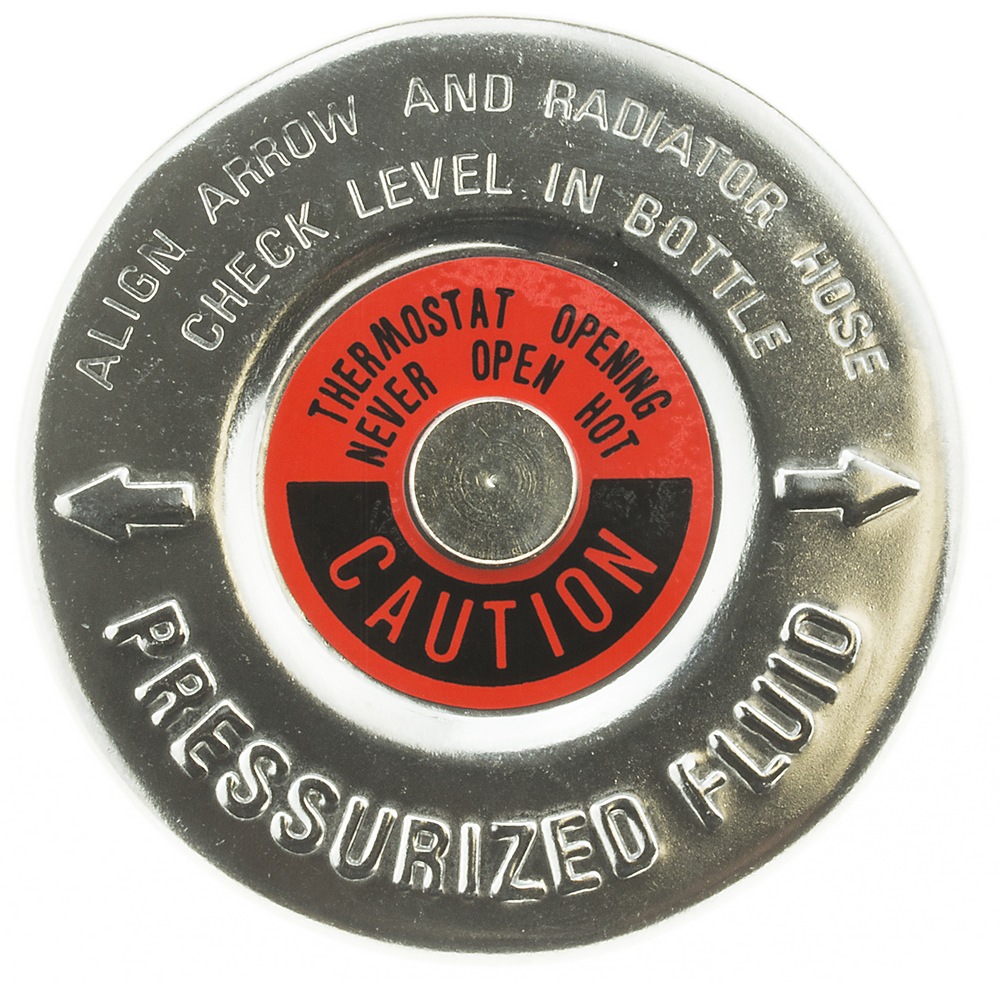 ALIGN ARROW AND RADIATOR HOSE
CHECK LEVEL IN BOTTLE
THERMOSTAT OPENING
NEVER OPEN HOT
CAUTION
PRESSURIZED FLUID